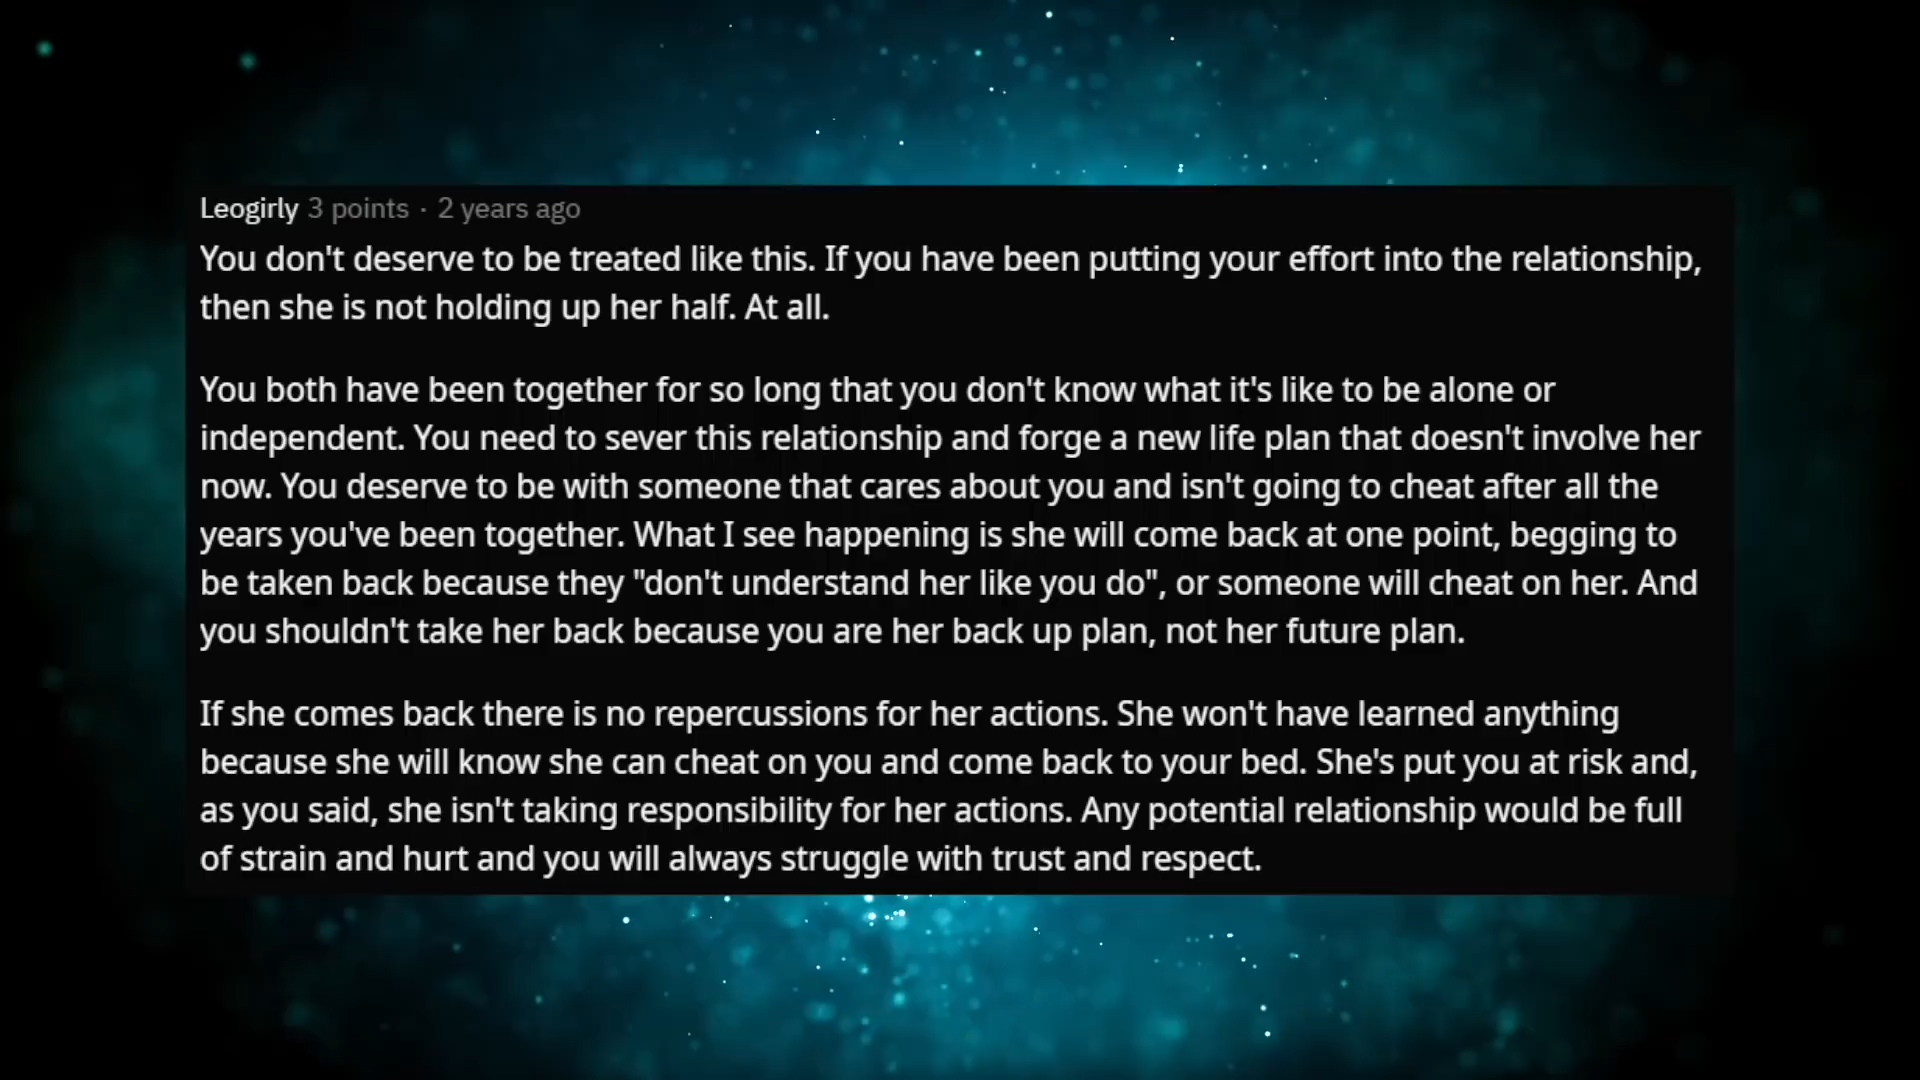 Leogirly 3 points · 2 years ago
You don't deserve to be treated like this. If you have been putting your effort into the relationship,
then she is not holding up her half. At all.
You both have been together for so long that you don't know what it's like to be alone or
independent. You need to sever this relationship and forge a new life plan that doesn't involve her
now. You deserve to be with someone that cares about you and isn't going to cheat after all the
years you've been together. What I see happening is she will come back at one point, begging to
be taken back because they "don't understand her like you do", or someone will cheat on her. And
you shouldn't take her back because you are her back up plan, not her future plan.
If she comes back there is no repercussions for her actions. She won't have learned anything
because she will know she can cheat on you and come back to your bed. She's put you at risk and,
as you said, she isn't taking responsibility for her actions. Any potential relationship would be full
of strain and hurt and you will always struggle with trust and respect.